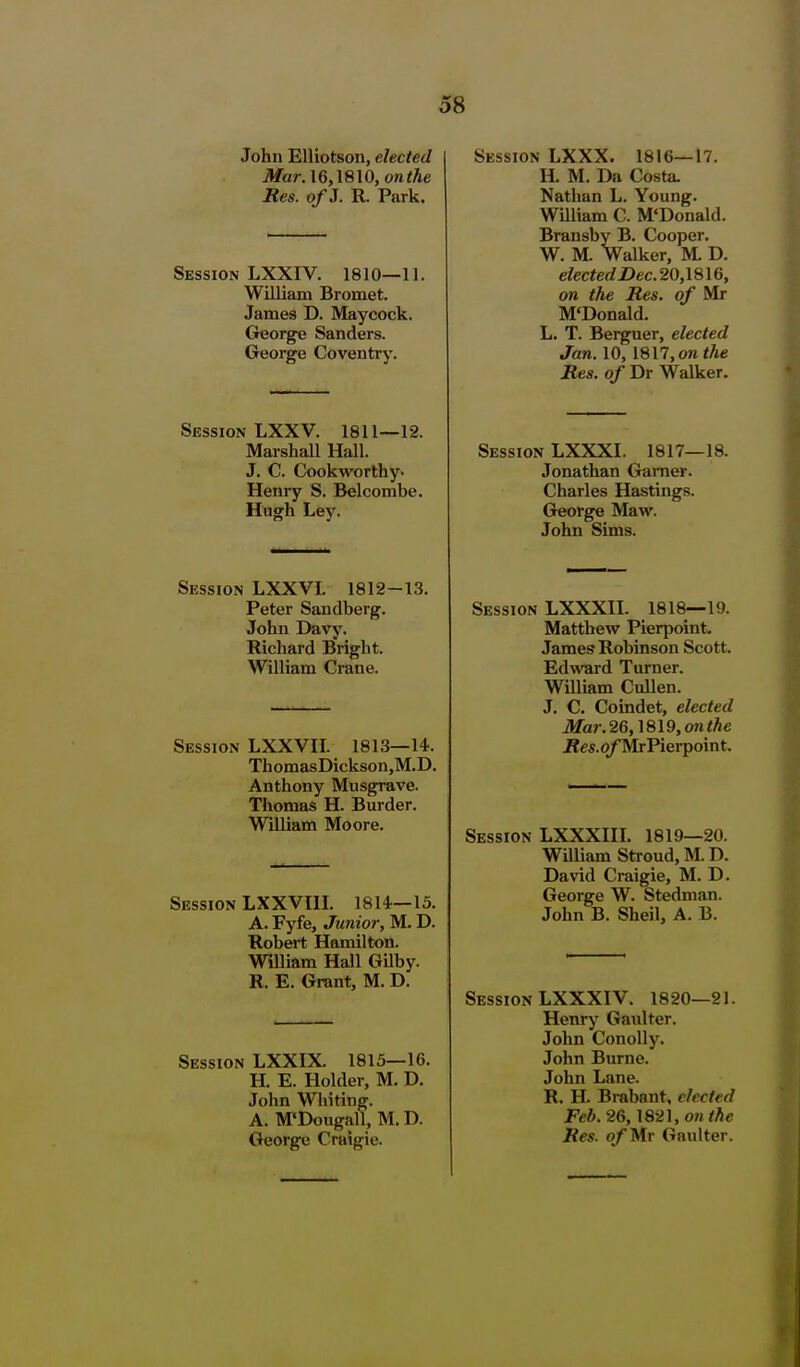 58
John Elliotson, elected
Mar. 16,1810, on the
Res. of J. R. Park.
Session LXXIV. 1810—11.
William Bromet.
James D. Maycock.
George Sanders.
George Coventry.
Session LXXV. 1811—12.
Marshall Hall.
J. C. Cookworthy.
Henry S. Belcombe.
Hugh Ley.
Session LXXVI. 1812—13.
Peter Sandberg.
John Davy.
Richard Bright.
William Crane.
Session LXXVII. 1813—14.
Thomas Dickson, M.D.
Anthony Musgrave.
Thomas H. Burder.
William Moore.
Session LXXVIII. 1814—15.
A. Fyfe, Junior, M. D.
Robert Hamilton.
William Hall Gilby.
R. E. Grant, M. D.
Session LXXIX. 1815—16.
H. E. Holder, M. D.
John Whiting.
A. M‘Dougall, M. D.
George Craigie.
Session LXXX. 1816—17.
H. M. Da Costa.
Nathan L. Young.
William C. M‘Donald.
Bransby B. Cooper.
W. M. Walker, M. D.
elected Dec. 20,1816,
on the Res. of Mr
M‘Donald.
L. T. Berguer, elected
Jan. 10, 1817, on the
Res. of Dr Walker.
Session LXXXI. 1817—18.
Jonathan Garner.
Charles Hastings.
George Maw.
John Sims.
Session LXXXII. 1818—19.
Matthew Pierpoint.
James Robinson Scott.
Edward Turner.
William Cullen.
J. C. Coindet, elected
Mar. 26, 1819, on the
Res. of Mr Pierpoint.
Session LXXXIII. 1819—20.
William Stroud, M. D.
David Craigie, M. D.
George W. Stedman.
John B. Sheil, A. B.
Session LXXXIV. 1820—21.
Henry Gaulter.
John Conolly.
John Burne.
John Lane.
R. H. Brabant, elected
Feb. 26, 1821, on the
Res. of Mr Gaulter.